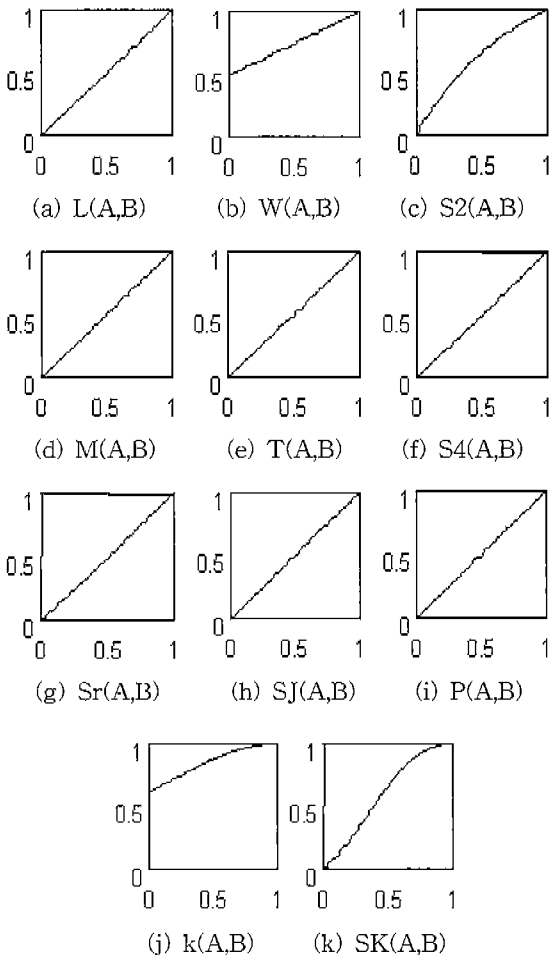 1 1 1
0.5 0.5 0.5
0 0 0
0 0.5 1 0 0.5 1 0 0.5 1
(a) L(A,B) (b) W(A,B) (c) S2(A,B)
1 1 1
0.5 0.5 0.5
0 0 0
0 0.5 1 0 0.5 1 0 0.5 1
(d) M(A,B) (e) T(A,B) (f) S4(A,B)
1 1 1
0.5 0.5 0.5
0 0 0
0 0.5 1 0 0.5 1 0 0.5 1
(g) Sr(A,B) (h) SJ(A,B) (i) P(A,B)
1 1
0.5 0.5
0 0
0 0.5 1 0 0.5 1
(j) k(A,B) (k) SK(A,B)